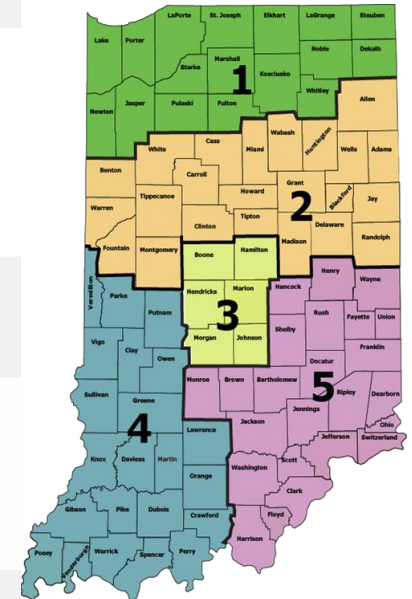 LaPorte
St. Joseph
Elkhart
LaGrange
Steuben
Lake
Porter
Noble
Dekalb
Starke
Marshall
Kosciusko
1
Whitley
Newton
Jasper
Pulaski
Fulton
Allen
Wabash
Huntington
White
Cass
Miami
Wells
Adams
Benton
Carroll
Grant
Blackford
Jay
Tippecanoe
Howard
2
Warren
Tipton
Clinton
Delaware
Randolph
Fountain
Montgomery
Madison
Boone
Hamilton
Henry
Wayne
Vermillion
Parke
Hendricks
Marion
Hancock
Putnam
3
Rush
Fayette
Union
Shelby
Vigo
Clay
Morgan
Johnson
Franklin
Owen
Decatur
Monroe
Brown
Bartholomew
5
Ripley
Dearborn
Sullivan
Greene
Jennings
4
Lawrence
Jackson
Ohio
Jefferson
Switzerland
Knox
Daviess
Martin
Washington
Scott
Orange
Clark
Gibson
Pike
Dubois
Crawford
Floyd
Harrison
Posey
Vanderburgh
Warrick
Spencer
Perry